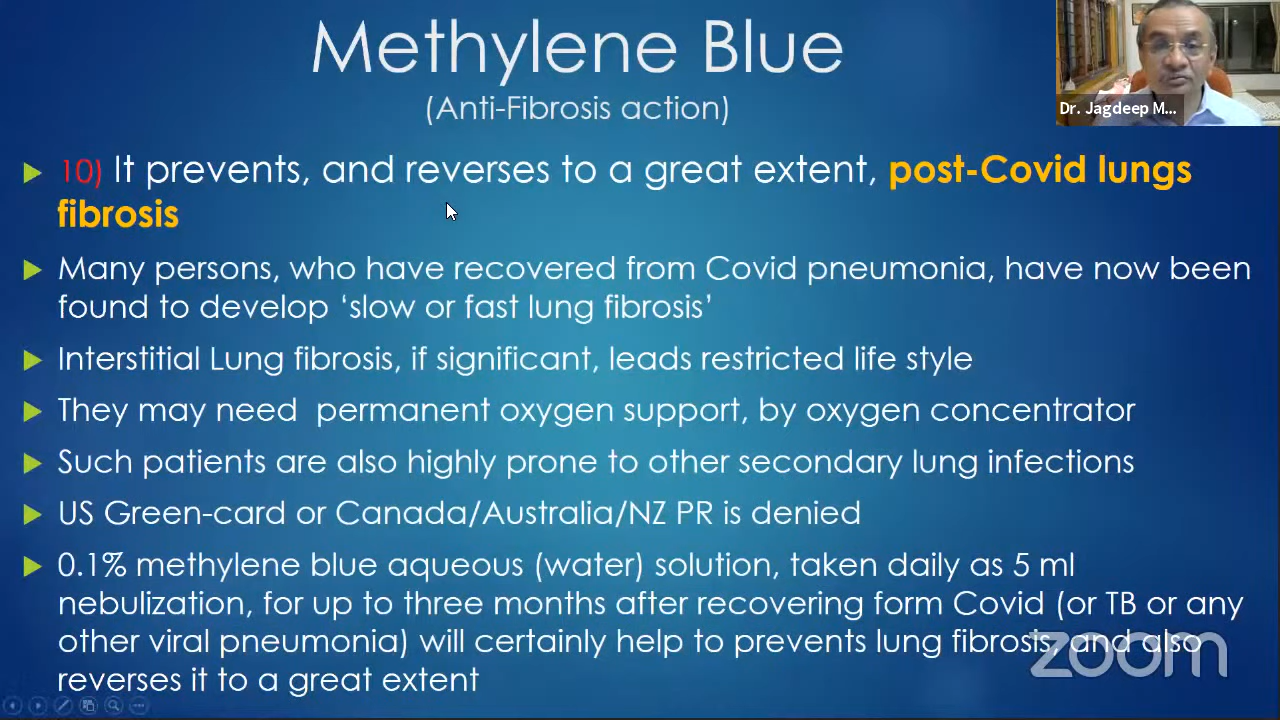 Methylene Blue
(Anti-Fibrosis action)
Dr. Jagdeep M...
10) It prevents, and reverses to a great extent, post-Covid lungs
fibrosis
Many persons, who have recovered from Covid pneumonia, have now been
found to develop ‘slow or fast lung fibrosis’
Interstitial Lung fibrosis, if significant, leads restricted life style
They may need permanent oxygen support, by oxygen concentrator
Such patients are also highly prone to other secondary lung infections
US Green-card or Canada/Australia/NZ PR is denied
0.1% methylene blue aqueous (water) solution, taken daily as 5 ml
nebulization, for up to three months after recovering form Covid (or TB or any
other viral pneumonia) will certainly help to prevents lung fibrosis, and also
reverses it to a great extent
zoom